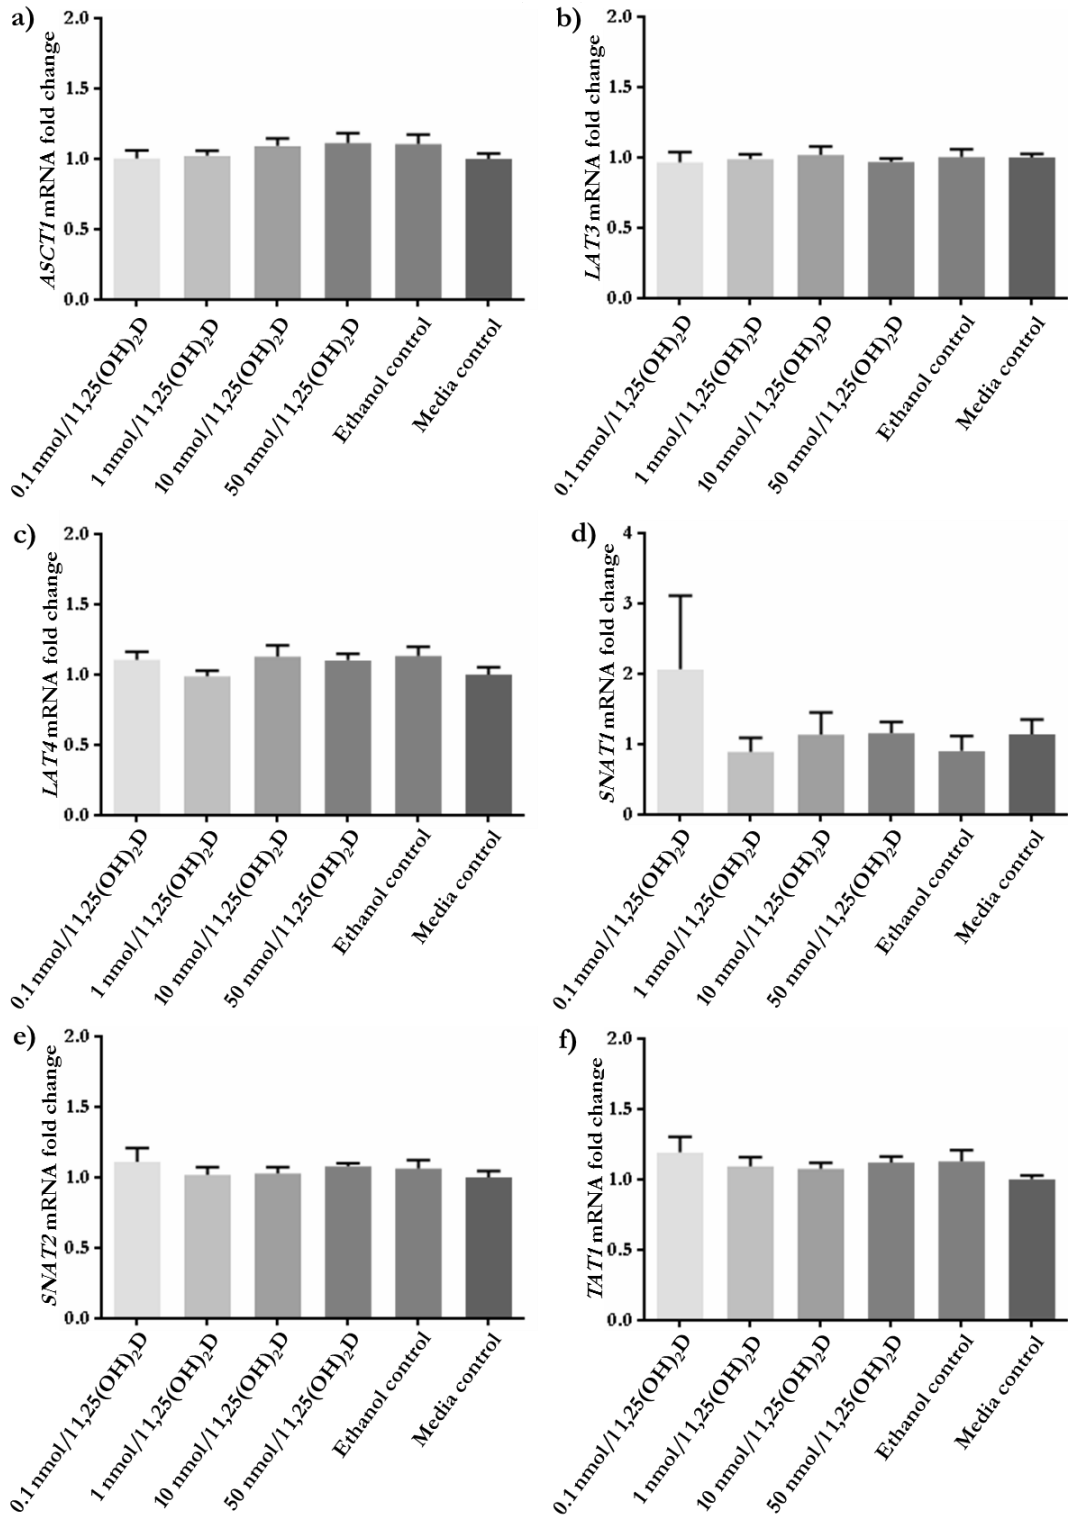 a)
ASCT1 mRNA fold change
2.0
1.5
1.0
0.5
0.0
0.1 nmol/l 1,25(OH)₂D
1 nmol/l 1,25(OH)₂D
10 nmol/l 1,25(OH)₂D
50 nmol/l 1,25(OH)₂D
Ethanol control
Media control
b)
LAT3 mRNA fold change
2.0
1.5
1.0
0.5
0.0
0.1 nmol/l 1,25(OH)₂D
1 nmol/l 1,25(OH)₂D
10 nmol/l 1,25(OH)₂D
50 nmol/l 1,25(OH)₂D
Ethanol control
Media control
c)
LAT4 mRNA fold change
2.0
1.5
1.0
0.5
0.0
0.1 nmol/l 1,25(OH)₂D
1 nmol/l 1,25(OH)₂D
10 nmol/l 1,25(OH)₂D
50 nmol/l 1,25(OH)₂D
Ethanol control
Media control
d)
SNAT1 mRNA fold change
4
3
2
1
0
0.1 nmol/l 1,25(OH)₂D
1 nmol/l 1,25(OH)₂D
10 nmol/l 1,25(OH)₂D
50 nmol/l 1,25(OH)₂D
Ethanol control
Media control
e)
SNAT2 mRNA fold change
2.0
1.5
1.0
0.5
0.0
0.1 nmol/l 1,25(OH)₂D
1 nmol/l 1,25(OH)₂D
10 nmol/l 1,25(OH)₂D
50 nmol/l 1,25(OH)₂D
Ethanol control
Media control
f)
TAT1 mRNA fold change
2.0
1.5
1.0
0.5
0.0
0.1 nmol/l 1,25(OH)₂D
1 nmol/l 1,25(OH)₂D
10 nmol/l 1,25(OH)₂D
50 nmol/l 1,25(OH)₂D
Ethanol control
Media control